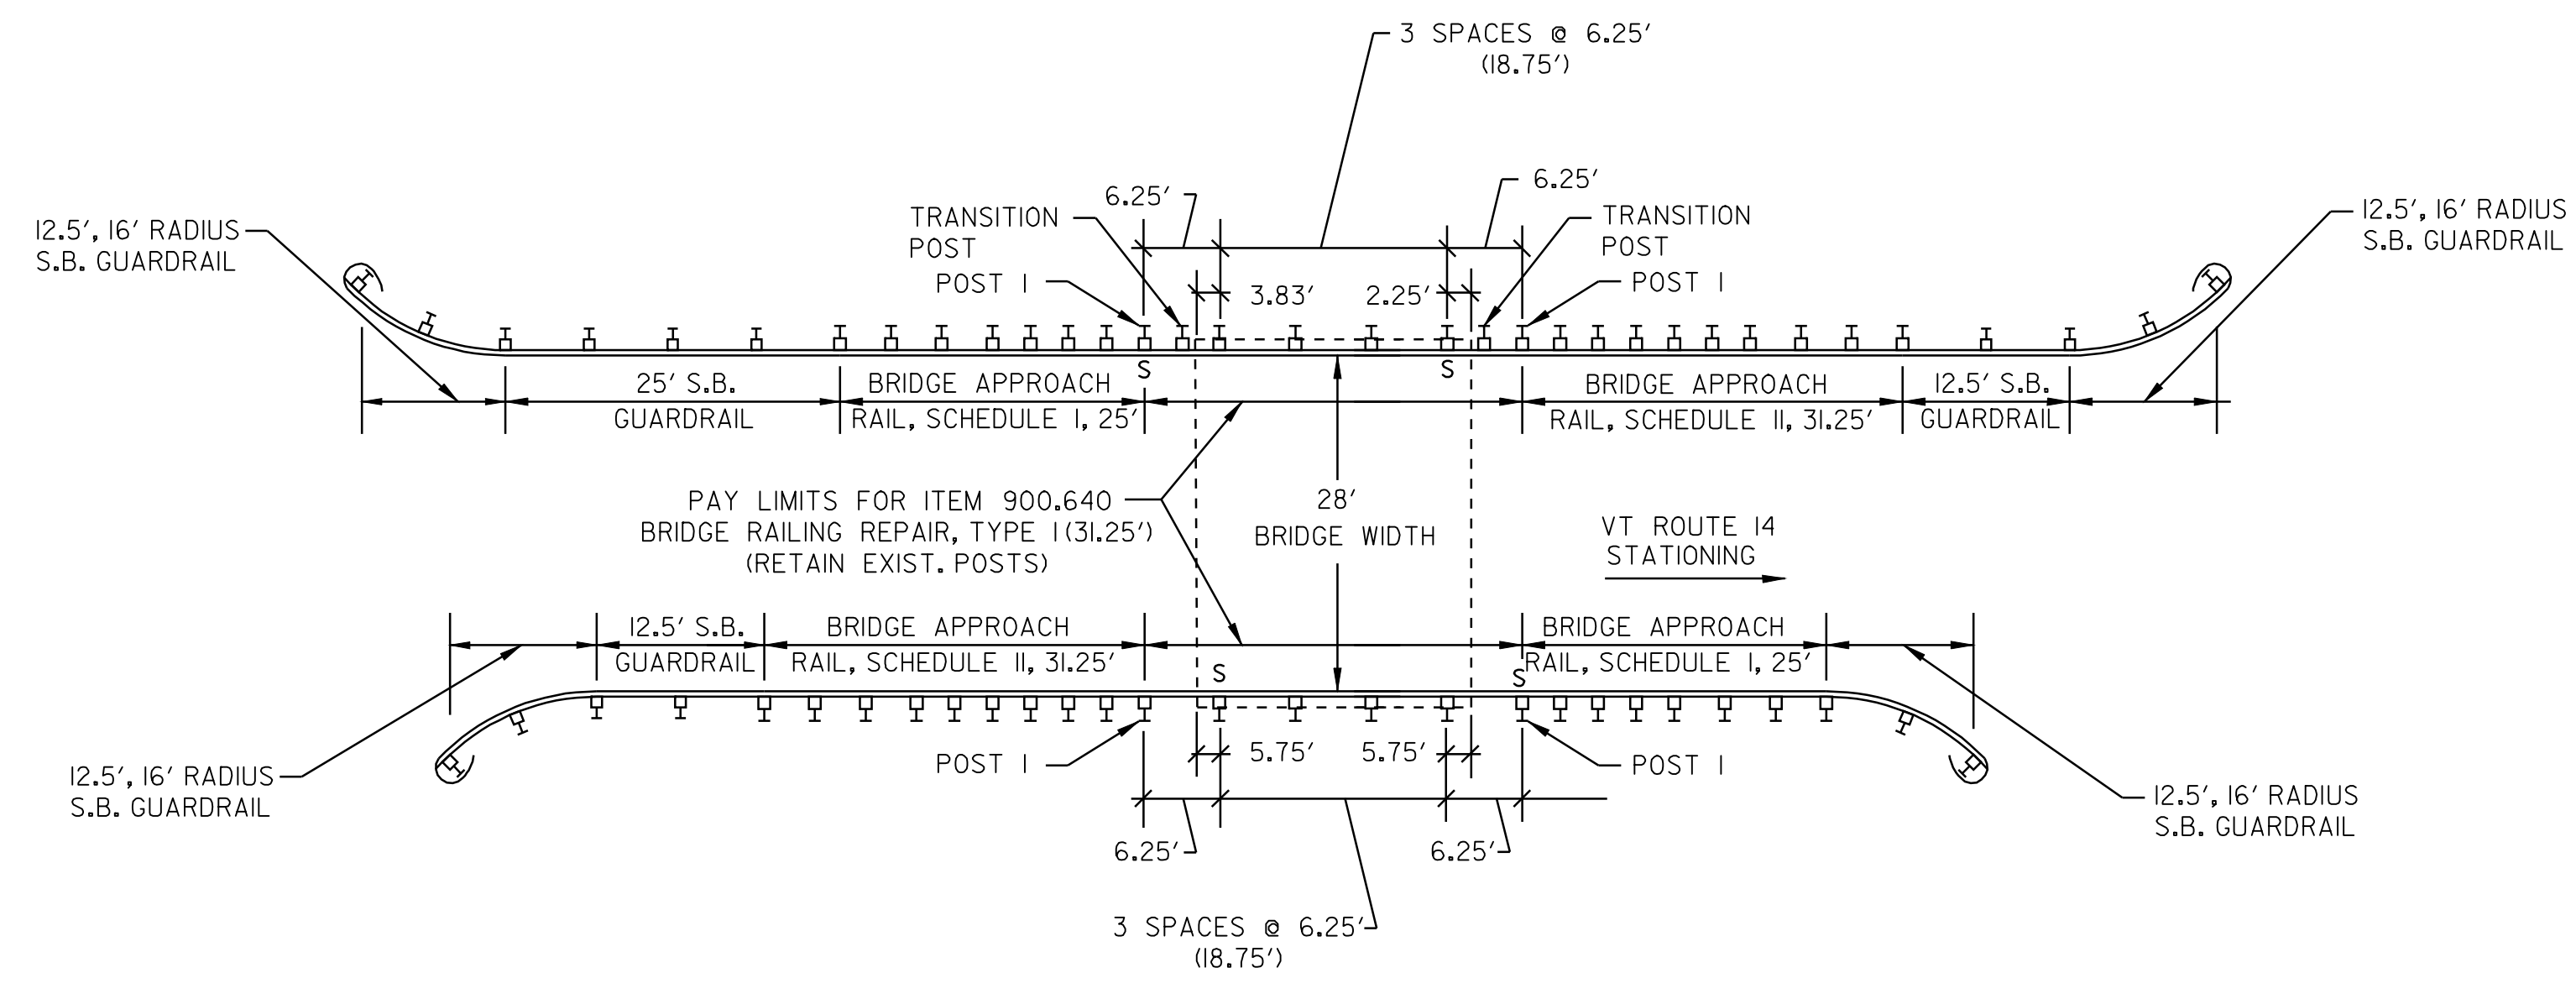 3 SPACES @ 6.25'
(18.75')
6.25'
6.25'
TRANSITION
POST
TRANSITION
POST
12.5', 16' RADIUS
S.B. GUARDRAIL
12.5', 16' RADIUS
S.B. GUARDRAIL
POST 1
POST 1
3.83'
2.25'
S
S
25' S.B.
GUARDRAIL
BRIDGE APPROACH
RAIL, SCHEDULE I, 25'
BRIDGE APPROACH
RAIL, SCHEDULE II, 31.25'
12.5' S.B.
GUARDRAIL
PAY LIMITS FOR ITEM 900.640
BRIDGE RAILING REPAIR, TYPE I (31.25')
(RETAIN EXIST. POSTS)
28'
BRIDGE WIDTH
VT ROUTE 14
STATIONING
12.5' S.B.
GUARDRAIL
BRIDGE APPROACH
RAIL, SCHEDULE II, 31.25'
BRIDGE APPROACH
RAIL, SCHEDULE I, 25'
S
S
POST 1
5.75'
5.75'
POST 1
12.5', 16' RADIUS
S.B. GUARDRAIL
12.5', 16' RADIUS
S.B. GUARDRAIL
6.25'
6.25'
3 SPACES @ 6.25'
(18.75')